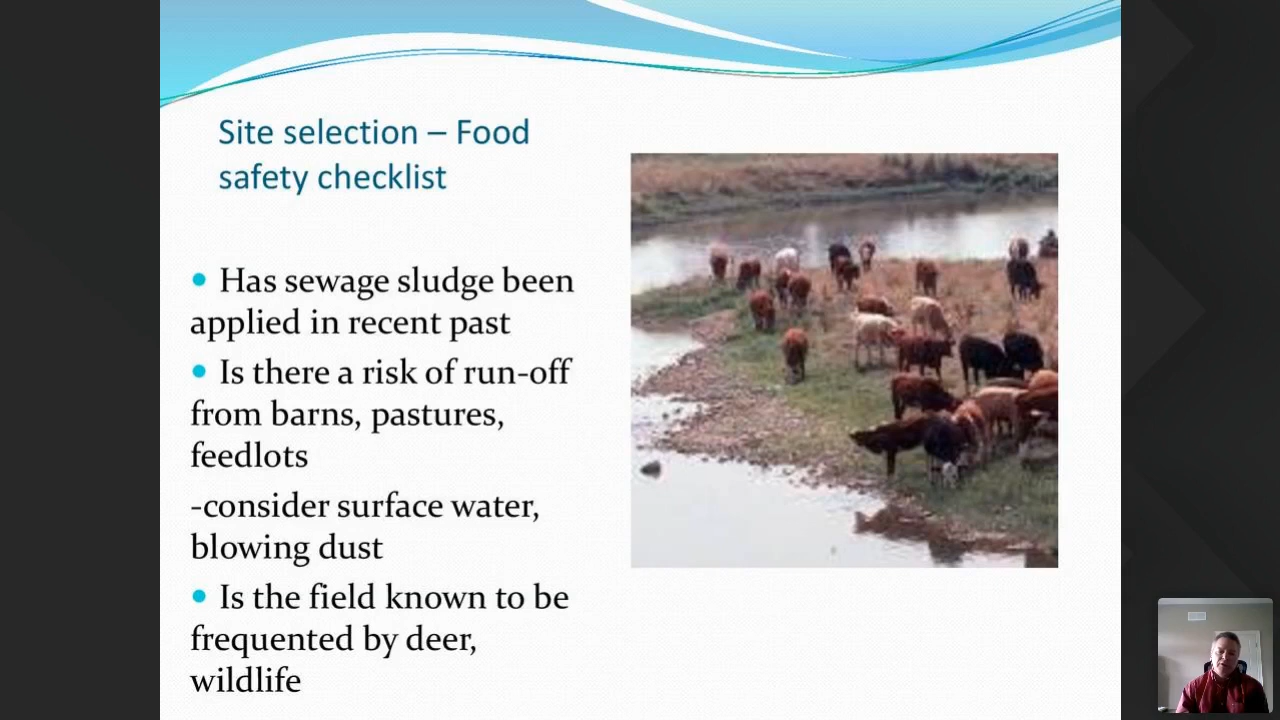 Site selection – Food
safety checklist
• Has sewage sludge been
applied in recent past
• Is there a risk of run-off
from barns, pastures,
feedlots
-consider surface water,
blowing dust
• Is the field known to be
frequented by deer,
wildlife